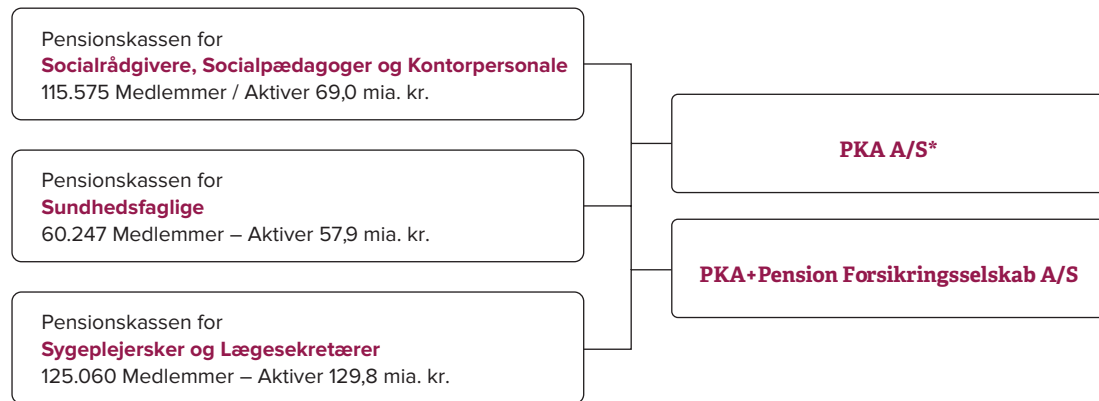 Pensionskassen for
Socialrådgivere, Socialpædagoger og Kontorpersonale
115.575 Medlemmer / Aktiver 69,0 mia. kr.
Pensionskassen for
Sundhedsfaglige
60.247 Medlemmer – Aktiver 57,9 mia. kr.
Pensionskassen for
Sygeplejersker og Lægesekretærer
125.060 Medlemmer – Aktiver 129,8 mia. kr.
PKA A/S*
PKA+Pension Forsikringsselskab A/S